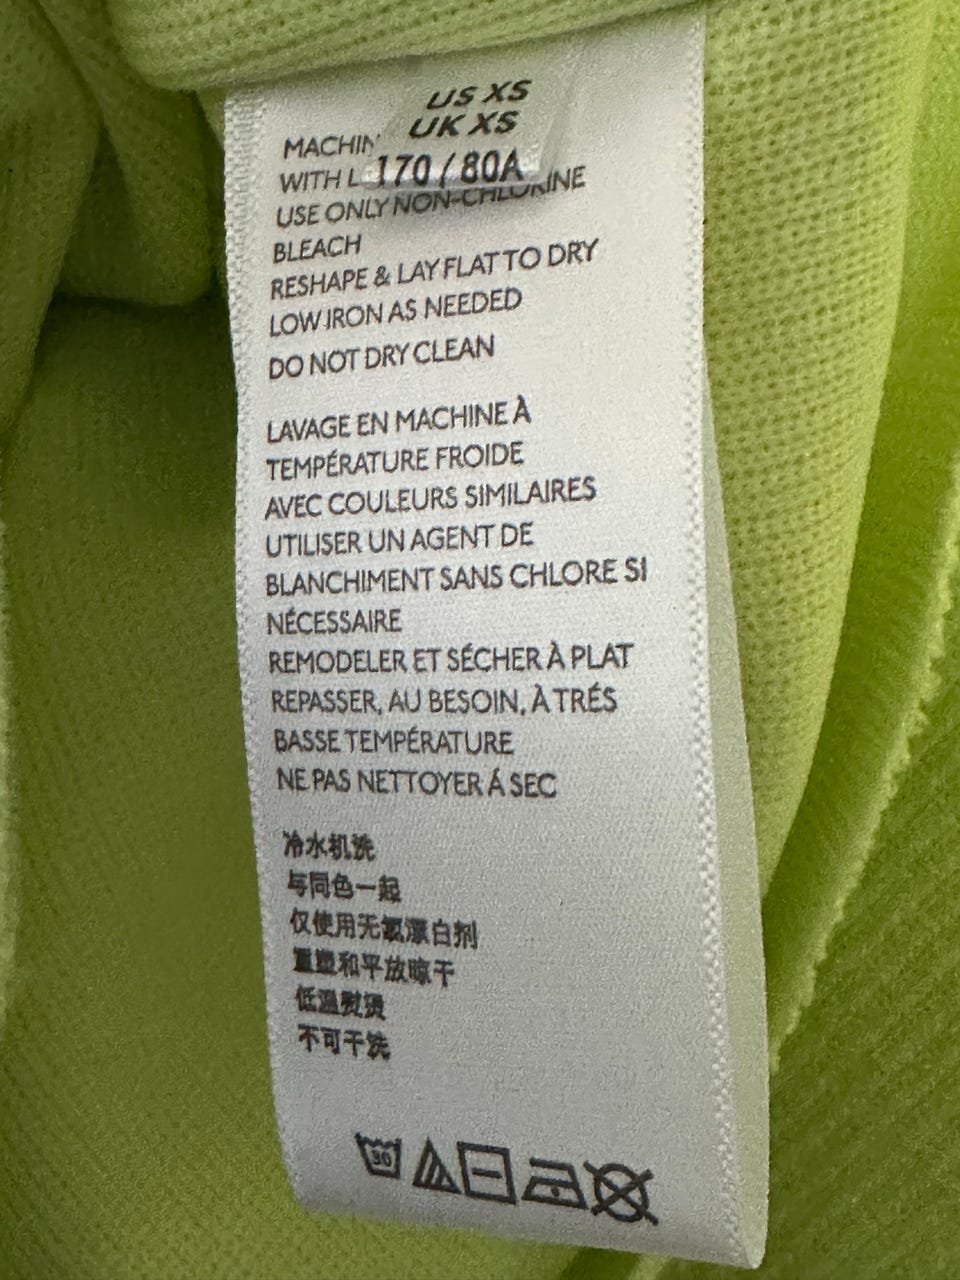 US XS
UK XS
170 / 80A
MACHIN
WITH L
USE ONLY NON-CHLORINE
BLEACH
RESHAPE & LAY FLAT TO DRY
LOW IRON AS NEEDED
DO NOT DRY CLEAN
LAVAGE EN MACHINE À
TEMPÉRATURE FROIDE
AVEC COULEURS SIMILAIRES
UTILISER UN AGENT DE
BLANCHIMENT SANS CHLORE SI
NÉCESSAIRE
REMODELER ET SÉCHER À PLAT
REPASSER, AU BESOIN, À TRÉS
BASSE TEMPÉRATURE
NE PAS NETTOYER Á SEC
冷水机洗
与同色一起
仅使用无氯漂白剂
重塑和平放晾干
低温熨烫
不可干洗
30